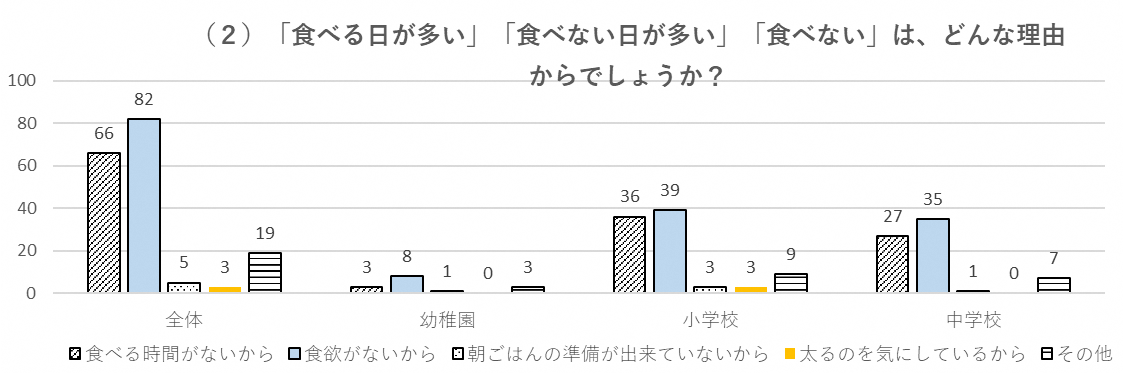 （２）「食べる日が多い」「食べない日が多い」「食べない」は、どんな理由
からでしょうか？
100
80
60
40
20
0
66
82
5
3
19
3
8
1
0
3
36
39
3
3
9
27
35
1
0
7
全体
幼稚園
小学校
中学校
食べる時間がないから
食欲がないから
朝ごはんの準備が出来ていないから
太るのを気にしているから
その他